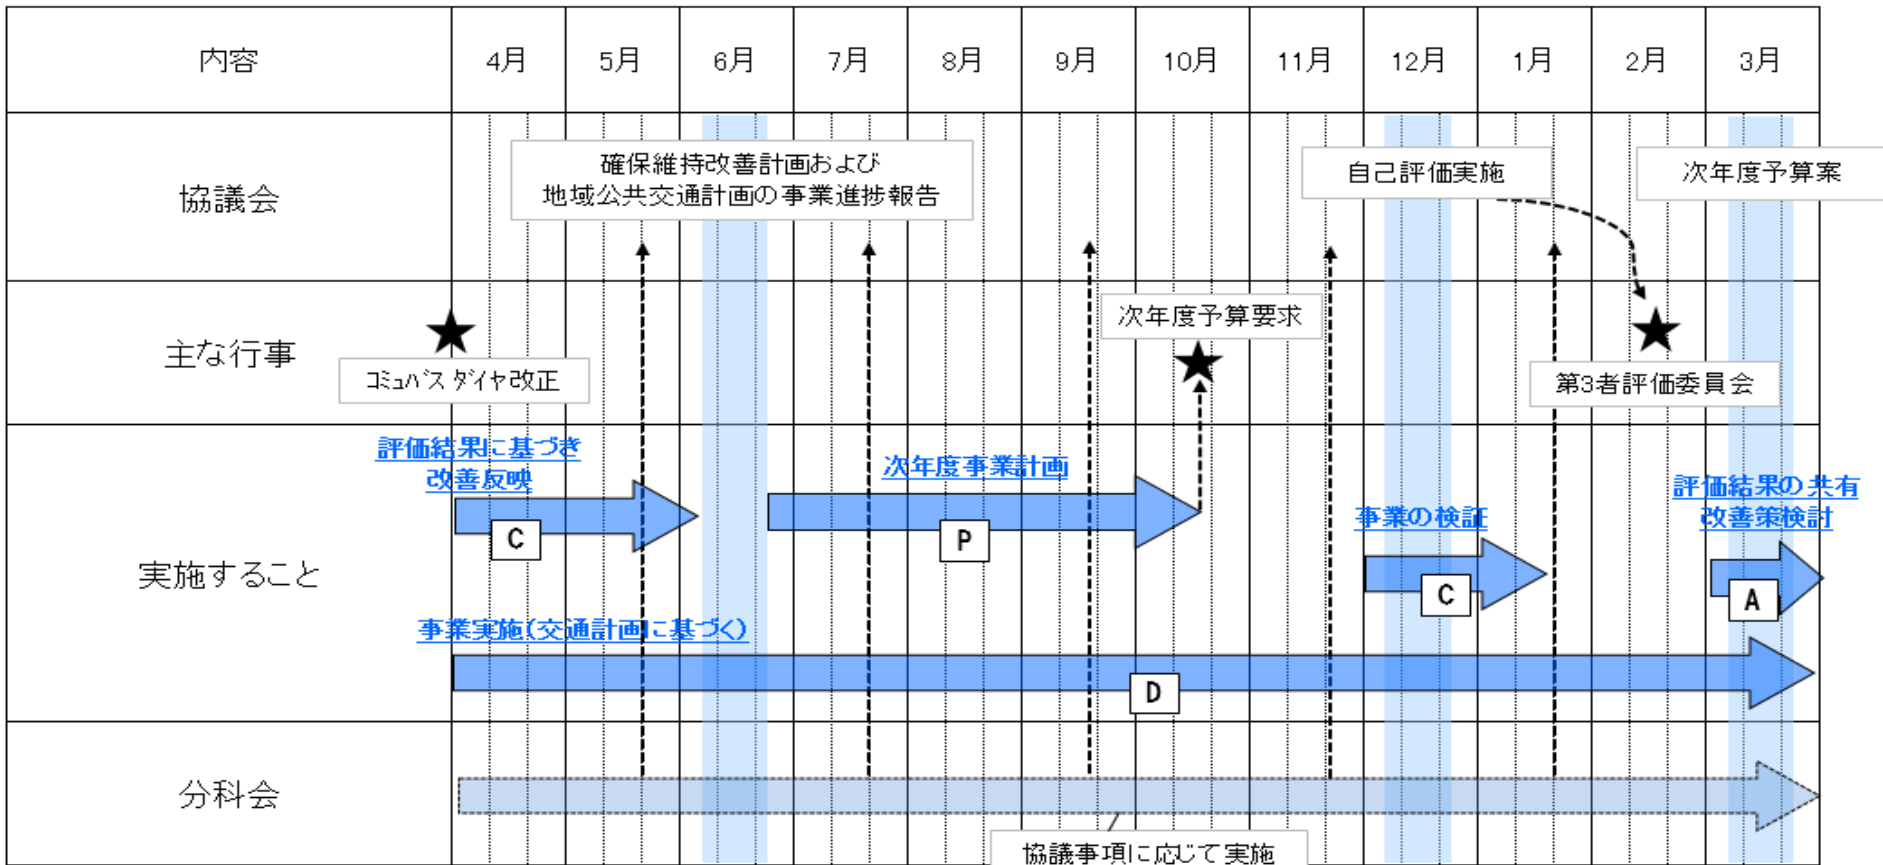 内容 4月 5月 6月 7月 8月 9月 10月 11月 12月 1月 2月 3月
協議会
確保維持改善計画および
地域公共交通計画の事業進捗報告
自己評価実施
次年度予算案
主な行事
コミュバスダイヤ改正
次年度予算要求
第3者評価委員会
実施すること
評価結果に基づき
改善反映
C
次年度事業計画
P
事業の検証
C
評価結果の共有
改善策検討
A
事業実施(交通計画に基づく)
D
分科会
協議事項に応じて実施